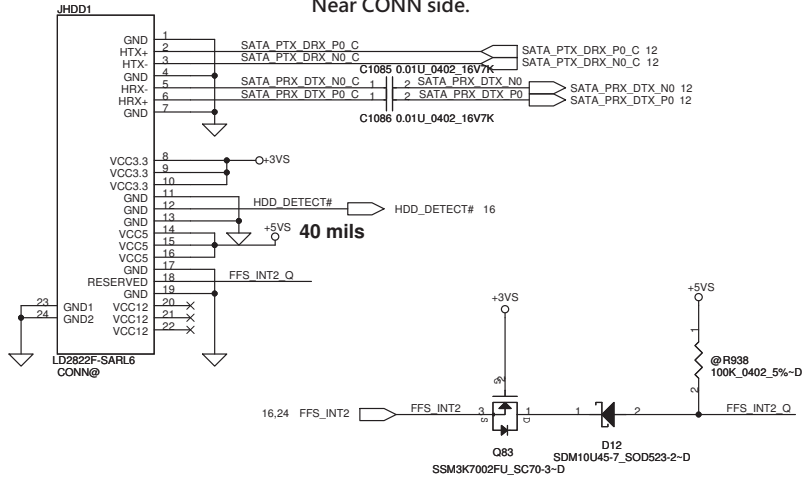 Near CONN side.
JHDD1
GND 1
HTX+ 2 SATA_PTX_DRX_P0_C SATA_PTX_DRX_P0_C 12
HTX- 3 SATA_PTX_DRX_N0_C SATA_PTX_DRX_N0_C 12
GND 4
C1085 0.01U_0402_16V7K
HRX- 5 SATA_PRX_DTX_N0_C 1 2 SATA_PRX_DTX_N0 SATA_PRX_DTX_N0 12
HRX+ 6 SATA_PRX_DTX_P0_C 1 2 SATA_PRX_DTX_P0 SATA_PRX_DTX_P0 12
GND 7
C1086 0.01U_0402_16V7K
VCC3.3 8 +3VS
VCC3.3 9
VCC3.3 10
GND 11
GND 12 HDD_DETECT# HDD_DETECT# 16
GND 13
VCC5 14 +5VS 40 mils
VCC5 15
VCC5 16
GND 17
RESERVED 18 FFS_INT2_Q
GND 19
23 GND1 VCC12 20
24 GND2 VCC12 21
VCC12 22
LD2822F-SARL6
CONN@
+3VS
+5VS
1
@R938
100K_0402_5%~D
2
G 2
16,24 FFS_INT2 FFS_INT2 3 S D 1 1 2 FFS_INT2_Q
Q83
SSM3K7002FU_SC70-3~D
D12
SDM10U45-7_SOD523-2~D